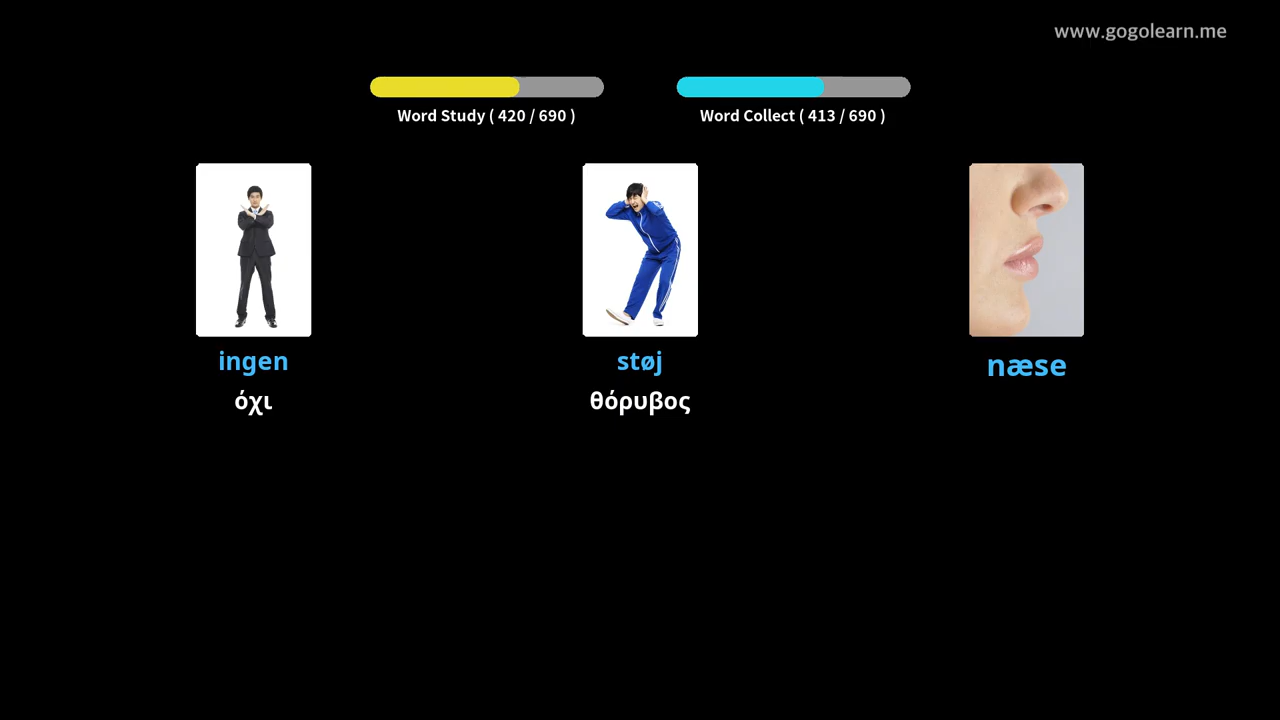 www.gogolearn.me
Word Study ( 420 / 690 )
Word Collect ( 413 / 690 )
ingen
støj
næse
όχι
θόρυβος